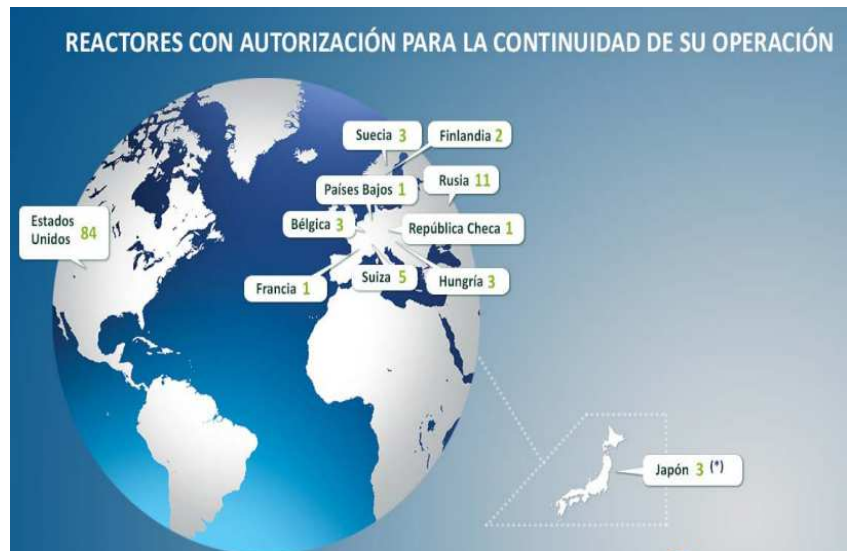 REACTORES CON AUTORIZACIÓN PARA LA CONTINUIDAD DE SU OPERACIÓN
Suecia 3
Finlandia 2
Países Bajos 1
Rusia 11
Estados
Unidos 84
Bélgica 3
República Checa 1
Francia 1
Suiza 5
Hungría 3
Japón 3 (*)